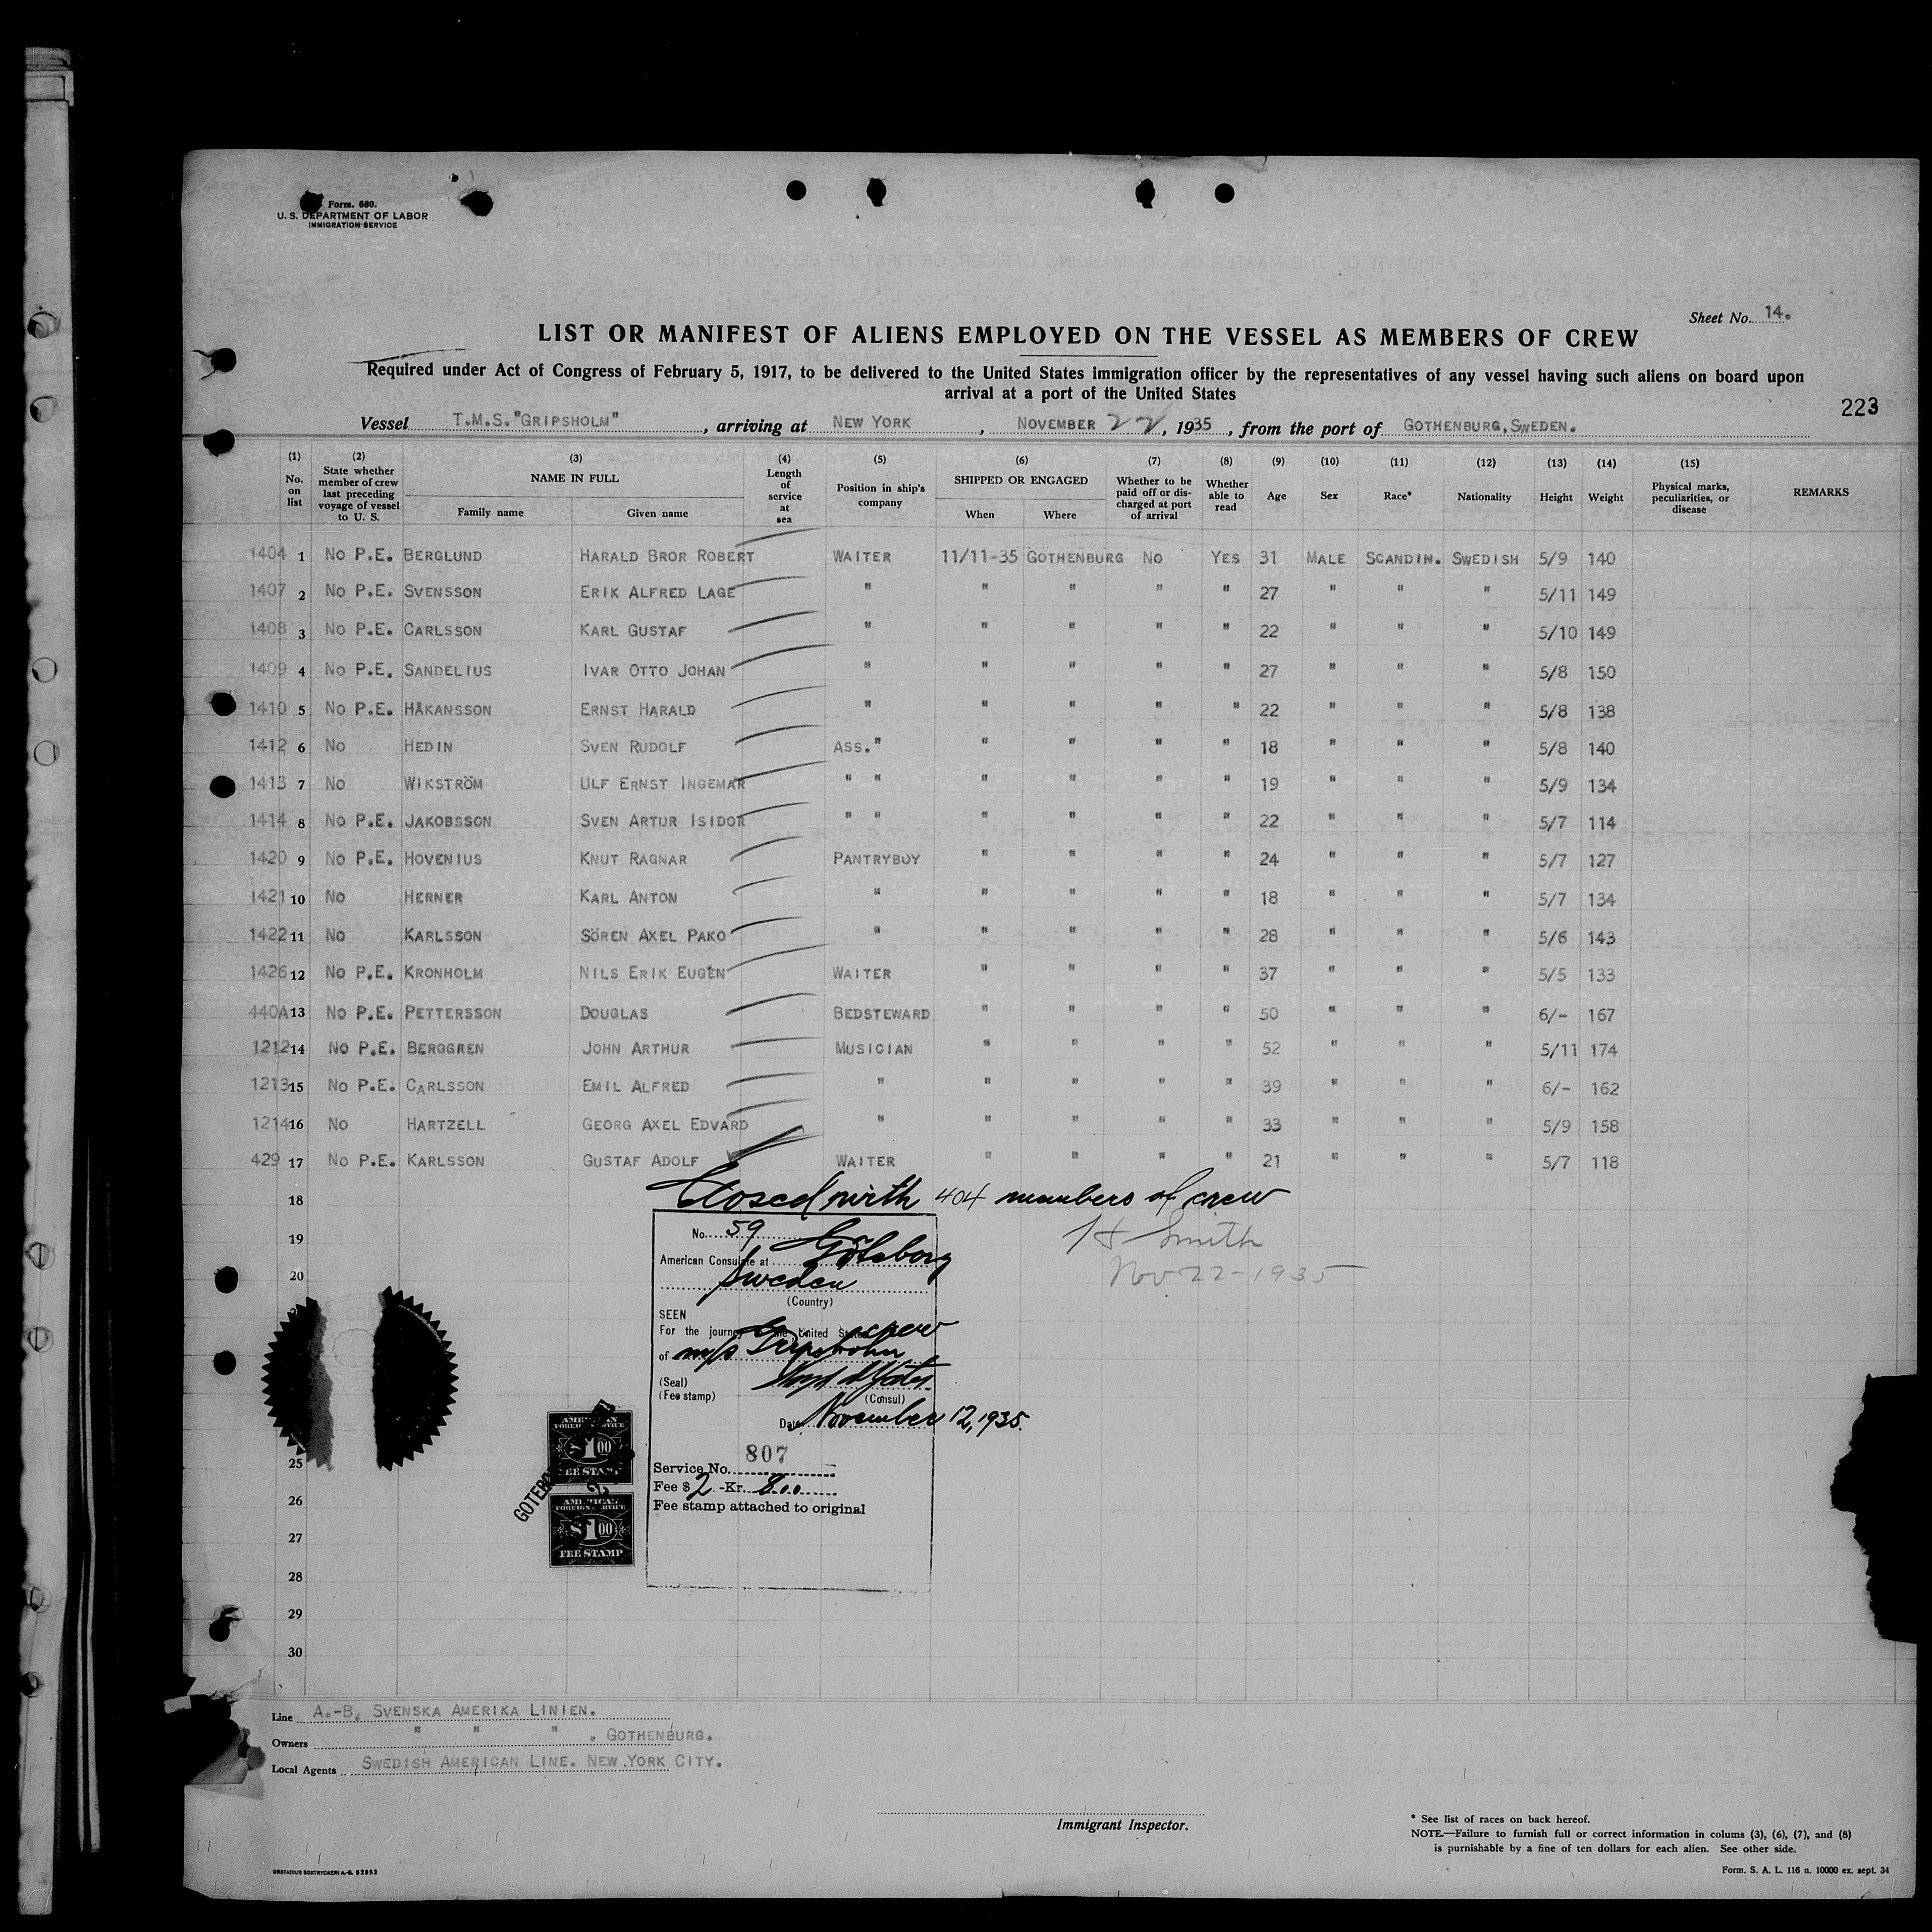 Form. 680.
U. S. DEPARTMENT OF LABOR
IMMIGRATION SERVICE
Sheet No. 14.
LIST OR MANIFEST OF ALIENS EMPLOYED ON THE VESSEL AS MEMBERS OF CREW
Required under Act of Congress of February 5, 1917, to be delivered to the United States immigration officer by the representatives of any vessel having such aliens on board upon
arrival at a port of the United States
223
Vessel T.M.S."GRIPSHOLM", arriving at NEW YORK, NOVEMBER 22, 1935, from the port of GOTHENBURG, SWEDEN.
(1) No. on list (2) State whether member of crew last preceding voyage of vessel to U. S. (3) NAME IN FULL Family name Given name (4) Length of service at sea (5) Position in ship's company (6) SHIPPED OR ENGAGED When Where (7) Whether to be paid off or discharged at port of arrival (8) Whether able to read (9) Age (10) Sex (11) Race* (12) Nationality (13) Height (14) Weight (15) Physical marks, peculiarities, or disease REMARKS
1404 1 NO P.E. BERGLUND HARALD BROR ROBERT WAITER 11/11-35 GOTHENBURG NO YES 31 MALE SCANDIN. SWEDISH 5/9 140
1407 2 NO P.E. SVENSSON ERIK ALFRED LAGE " " " " " 27 " " " 5/11 149
1408 3 NO P.E. CARLSSON KARL GUSTAF " " " " " 22 " " " 5/10 149
1409 4 NO P.E. SANDELIUS IVAR OTTO JOHAN " " " " " 27 " " " 5/8 150
1410 5 NO P.E. HÅKANSSON ERNST HARALD " " " " " 22 " " " 5/8 138
1412 6 NO HEDIN SVEN RUDOLF ASS." " " " " 18 " " " 5/8 140
1413 7 NO WIKSTRÖM ULF ERNST INGEMAR " " " " " " 19 " " " 5/9 134
1414 8 NO P.E. JAKOBSSON SVEN ARTUR ISIDOR " " " " " " 22 " " " 5/7 114
1420 9 NO P.E. HOVENIUS KNUT RAGNAR PANTRYBOY " " " " 24 " " " 5/7 127
1421 10 NO HERNER KARL ANTON " " " " " 18 " " " 5/7 134
1422 11 NO KARLSSON SÖREN AXEL PAKO " " " " " 28 " " " 5/6 143
1426 12 NO P.E. KRONHOLM NILS ERIK EUGEN WAITER " " " " 37 " " " 5/5 133
440A 13 NO P.E. PETTERSSON DOUGLAS BEDSTEWARD " " " " 50 " " " 6/- 167
1212 14 NO P.E. BERGGREN JOHN ARTHUR MUSICIAN " " " " 52 " " " 5/11 174
1213 15 NO P.E. CARLSSON EMIL ALFRED " " " " " 39 " " " 6/- 162
1214 16 NO HARTZELL GEORG AXEL EDVARD " " " " " 33 " " " 5/9 158
429 17 NO P.E. KARLSSON GUSTAF ADOLF WAITER " " " " 21 " " " 5/7 118
18 Closed with 404 members of crew
19 No. 59
H Smith
American Consulate at Göteborg
20 Sweden
Nov 22-1935
(Country)
SEEN
For the journey to the United States crew
of m/s Gripsholm
(Seal)
(Fee stamp) (Consul)
Date November 12, 1935.
AMERICAN FOREIGN SERVICE
$1.00
FEE STAMP
807
25 Service No.
Fee $ 2 -Kr. 8.00
26 Fee stamp attached to original
AMERICAN FOREIGN SERVICE
27 $1.00
FEE STAMP
28
29
30
Line A.-B. SVENSKA AMERIKA LINIEN.
Owners " " " , GOTHENBURG.
Local Agents SWEDISH AMERICAN LINE. NEW YORK CITY.
Immigrant Inspector.
* See list of races on back hereof.
NOTE.—Failure to furnish full or correct information in colums (3), (6), (7), and (8)
is punishable by a fine of ten dollars for each alien. See other side.
ORSTADIUS BOKTRYCKERI A.-B. 52852
Form. S. A. L. 116 n. 10000 ex. sept. 34